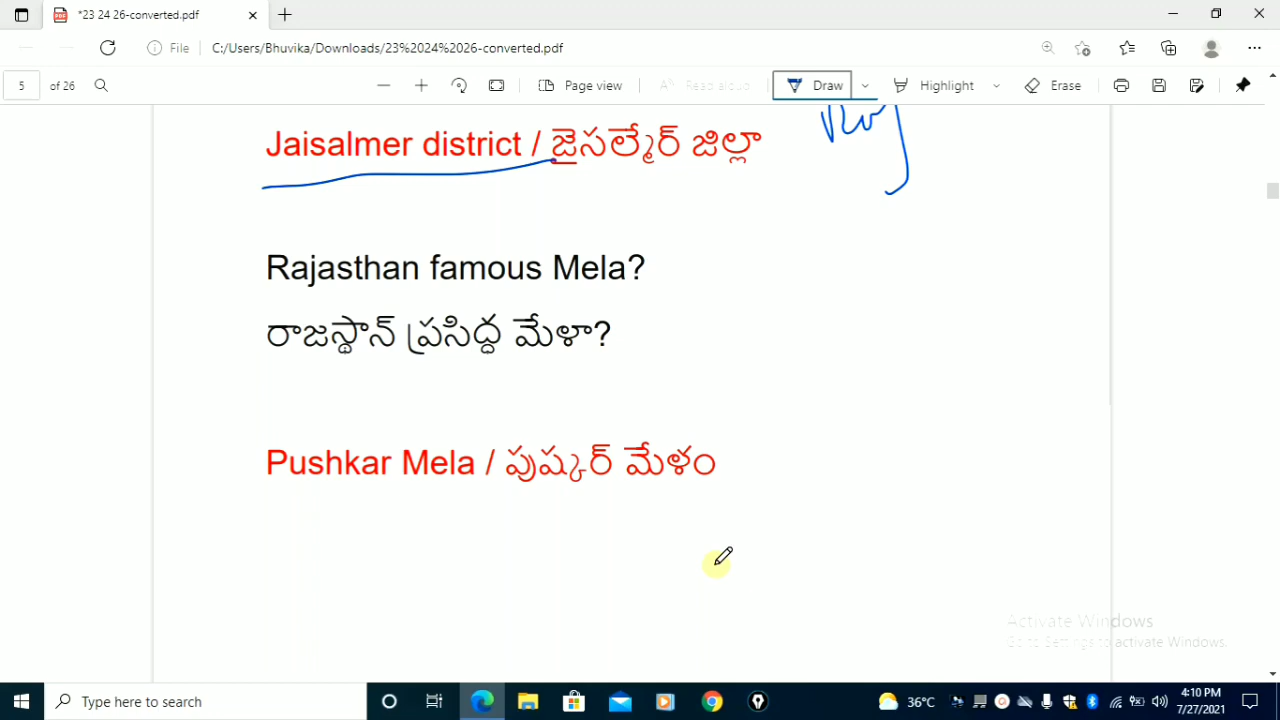 *23 24 26-converted.pdf
File C:/Users/Bhuvika/Downloads/23%2024%2026-converted.pdf
5 of 26 Page view Read aloud Draw Highlight Erase
Jaisalmer district / జైసల్మేర్ జిల్లా
Rajasthan famous Mela?
రాజస్థాన్ ప్రసిద్ధ మేళా?
Pushkar Mela / పుష్కర్ మేళం
Activate Windows
Go to Settings to activate Windows.
Type here to search
36°C
4:10 PM
7/27/2021